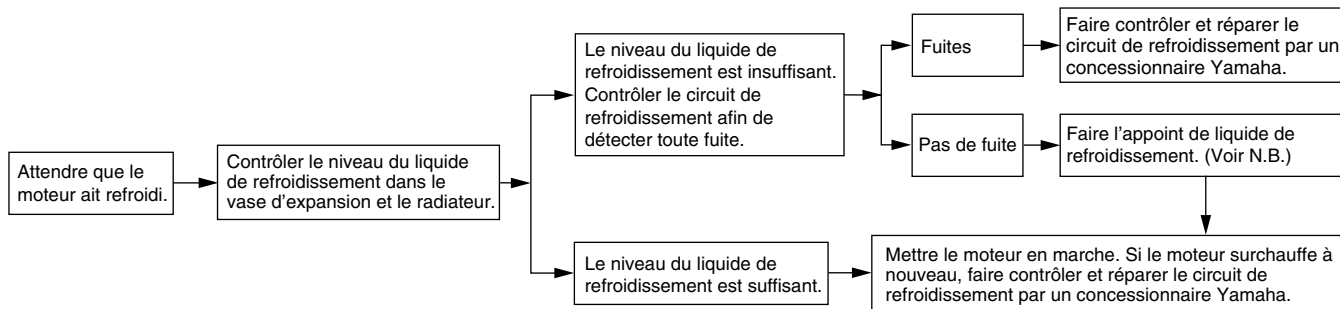 Attendre que le
moteur ait refroidi.
Contrôler le niveau du liquide
de refroidissement dans le
vase d'expansion et le radiateur.
Le niveau du liquide de
refroidissement est insuffisant.
Contrôler le circuit de
refroidissement afin de
détecter toute fuite.
Fuites
Faire contrôler et réparer le
circuit de refroidissement par un
concessionnaire Yamaha.
Pas de fuite
Faire l'appoint de liquide de
refroidissement. (Voir N.B.)
Le niveau du liquide de
refroidissement est suffisant.
Mettre le moteur en marche. Si le moteur surchauffe à
nouveau, faire contrôler et réparer le circuit de
refroidissement par un concessionnaire Yamaha.